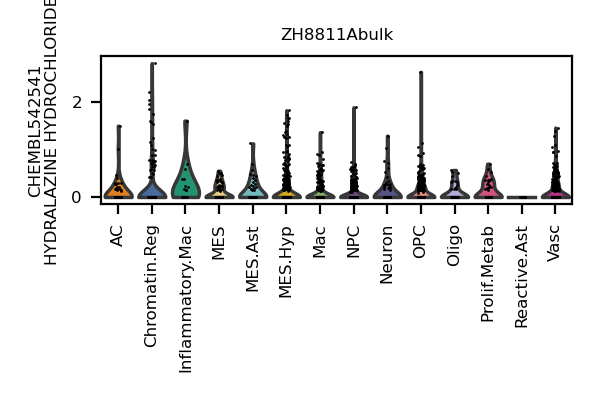 ZH8811Abulk
CHEMBL542541
HYDRALAZINE HYDROCHLORIDE
2
0
AC
Chromatin.Reg
Inflammatory.Mac
MES
MES.Ast
MES.Hyp
Mac
NPC
Neuron
OPC
Oligo
Prolif.Metab
Reactive.Ast
Vasc